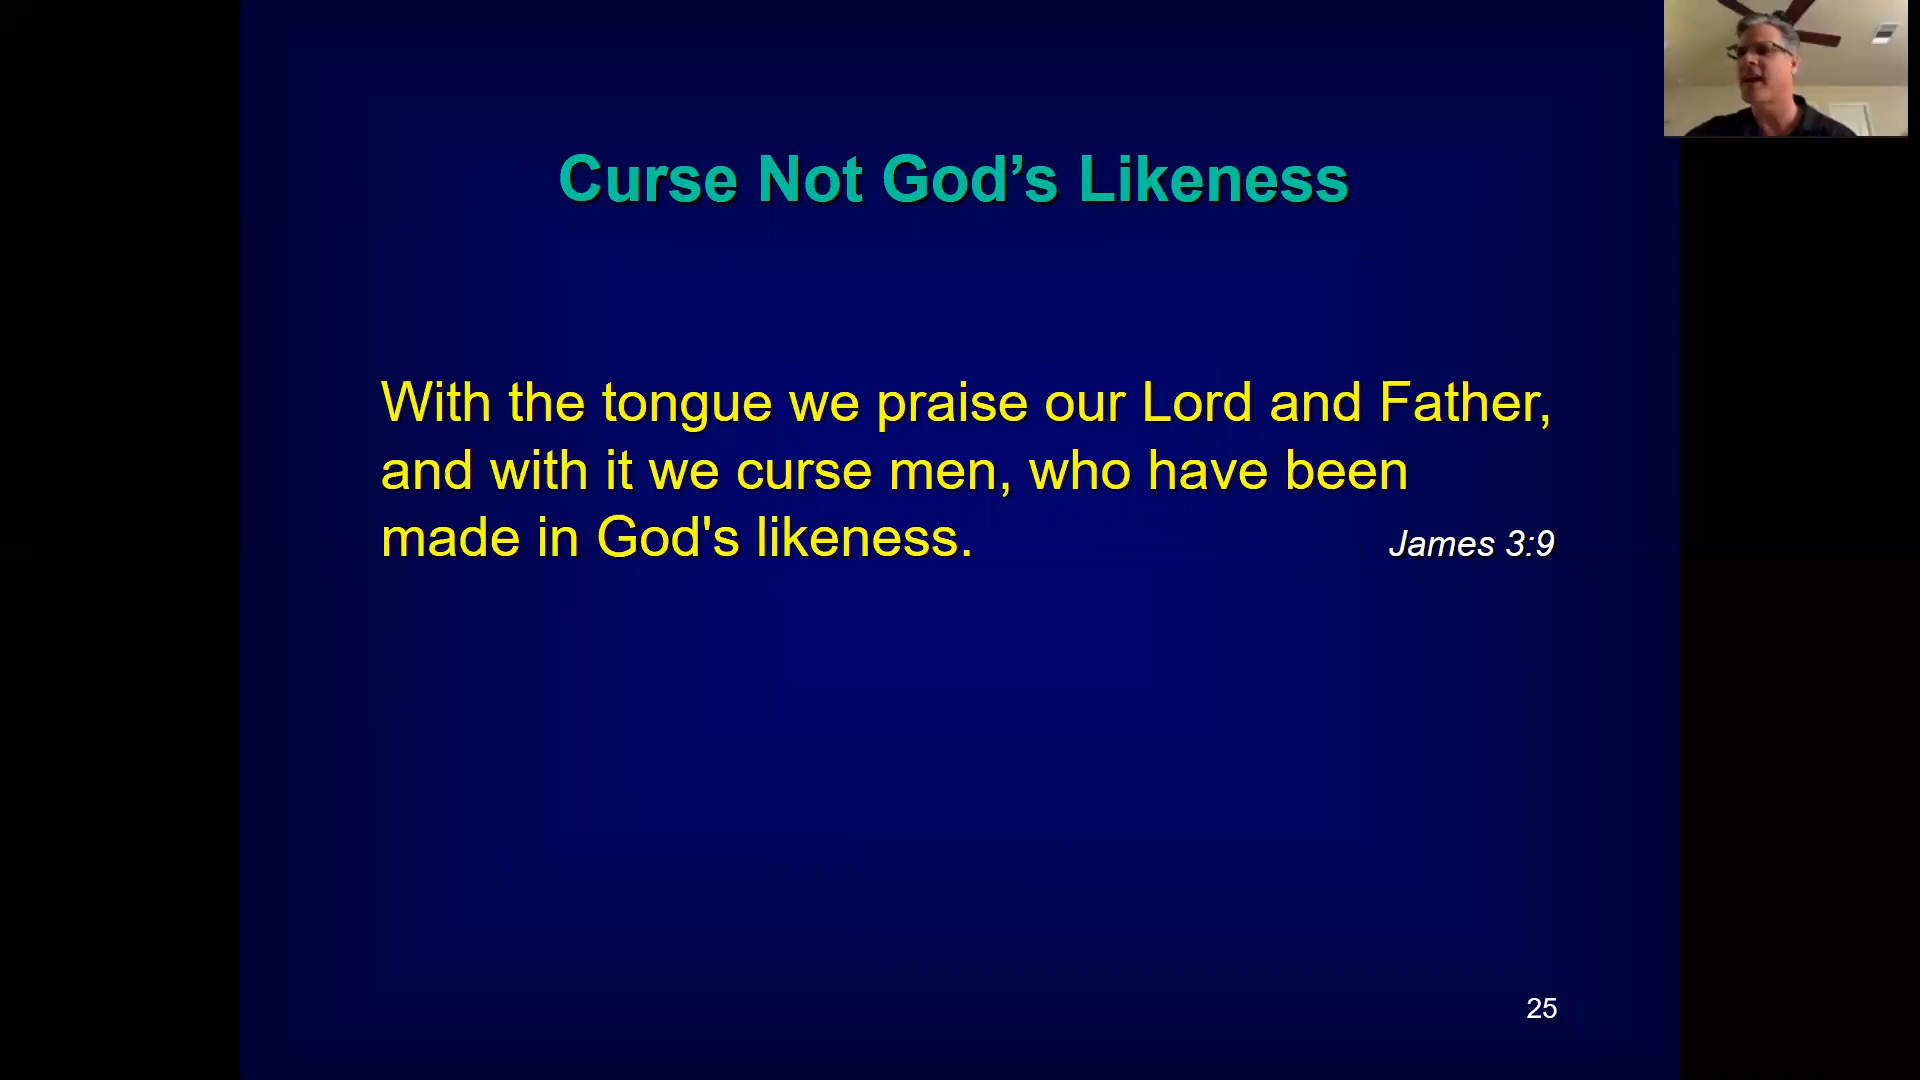 Curse Not God’s Likeness
With the tongue we praise our Lord and Father,
and with it we curse men, who have been
made in God's likeness.
James 3:9
25